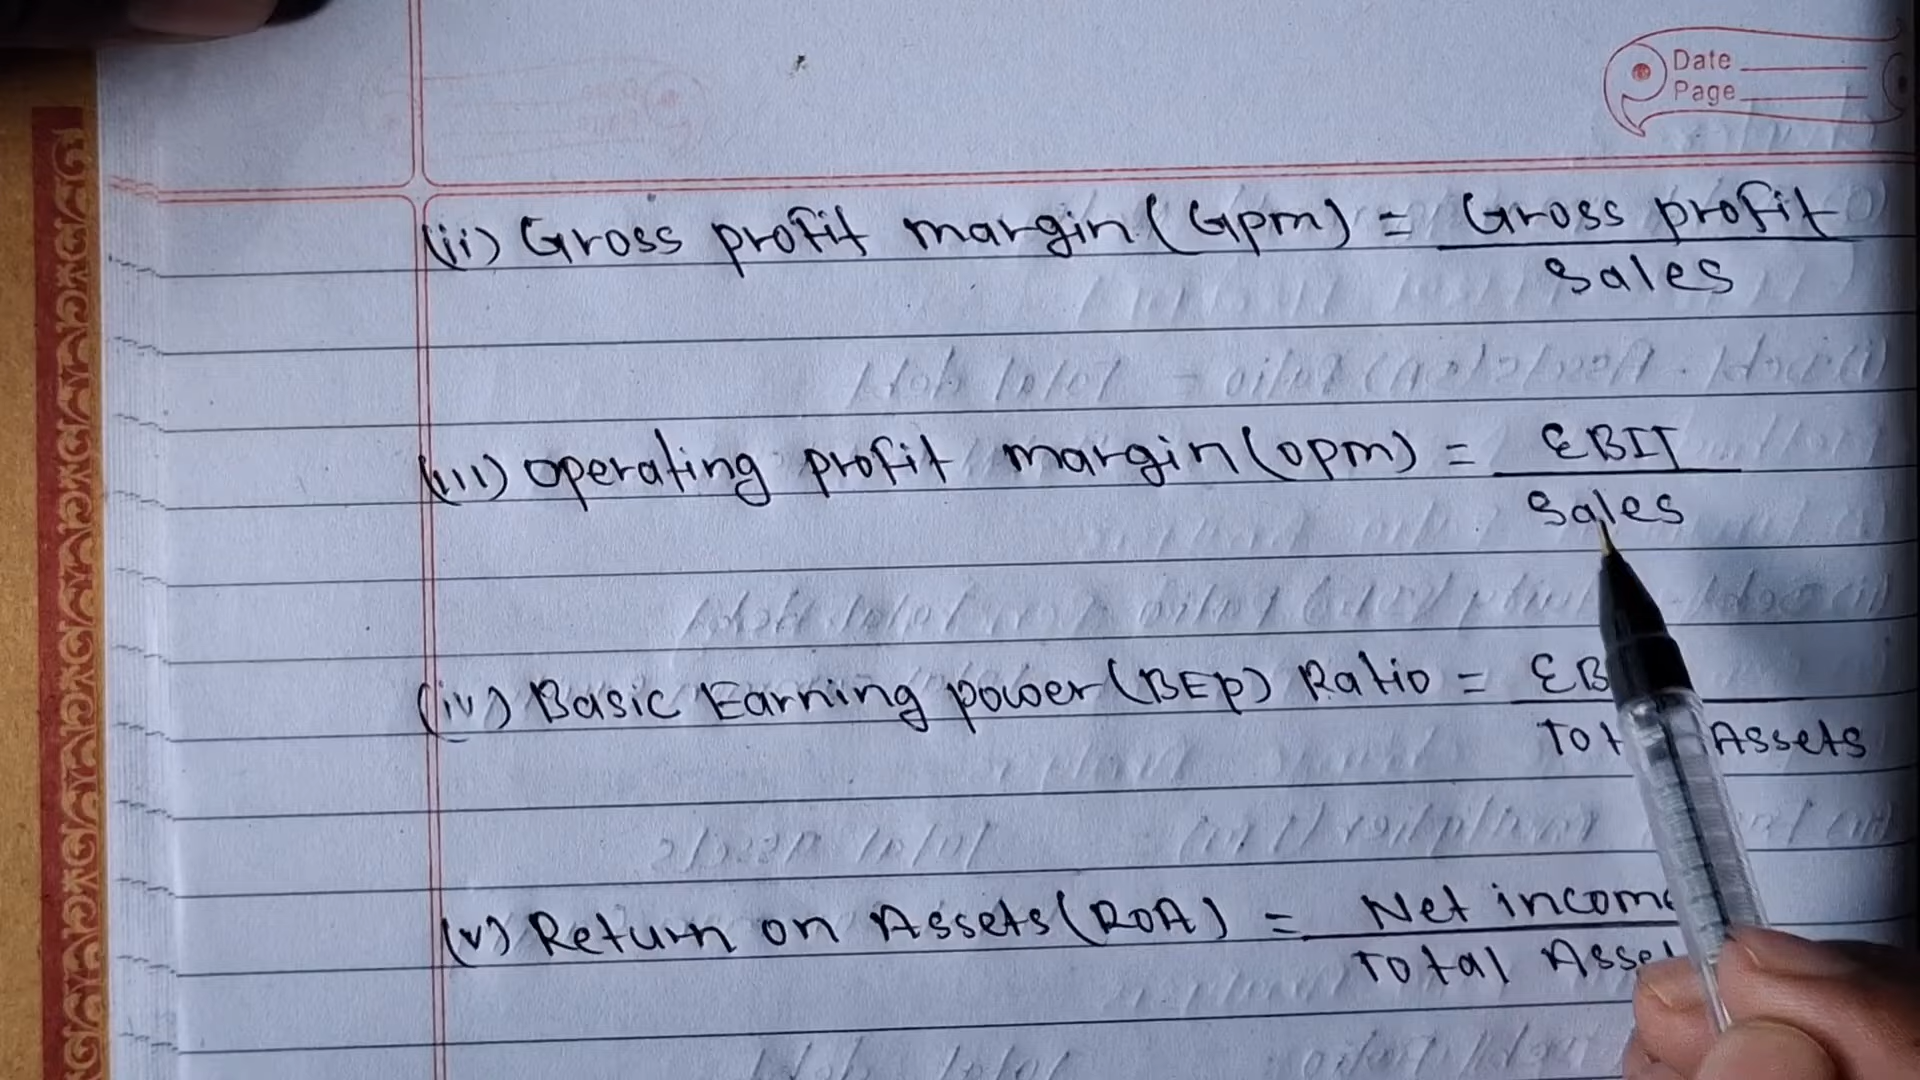 Date
Page
(ii) Gross profit margin (Gpm) = Gross profit
Sales
(iii) operating profit margin (opm) = EBIT
Sales
(iv) Basic Earning power (BEp) Ratio = EB
Tot Assets
(v) Return on Assets (ROA) = Net income
Total Asse